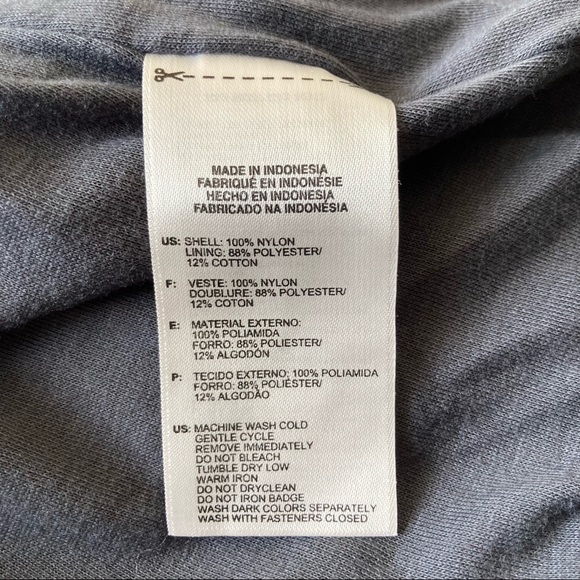 MADE IN INDONESIA
FABRIQUÉ EN INDONÉSIE
HECHO EN INDONESIA
FABRICADO NA INDONÉSIA
US: SHELL: 100% NYLON
LINING: 88% POLYESTER/
12% COTTON
F: VESTE: 100% NYLON
DOUBLURE: 88% POLYESTER/
12% COTON
E: MATERIAL EXTERNO:
100% POLIAMIDA
FORRO: 88% POLIESTER/
12% ALGODÓN
P: TECIDO EXTERNO: 100% POLIAMIDA
FORRO: 88% POLIÉSTER/
12% ALGODÃO
US: MACHINE WASH COLD
GENTLE CYCLE
REMOVE IMMEDIATELY
DO NOT BLEACH
TUMBLE DRY LOW
WARM IRON
DO NOT DRYCLEAN
DO NOT IRON BADGE
WASH DARK COLORS SEPARATELY
WASH WITH FASTENERS CLOSED